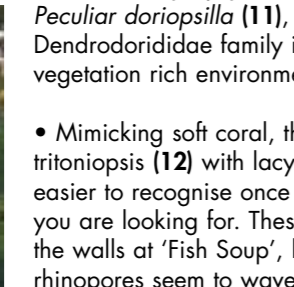 Peculiar doriopsilla (11),
Dendrodorididae family i
vegetation rich environme
• Mimicking soft coral, th
tritoniopsis (12) with lacy
easier to recognise once
you are looking for. Thes
the walls at ‘Fish Soup’, l
rhinopores seem to wave